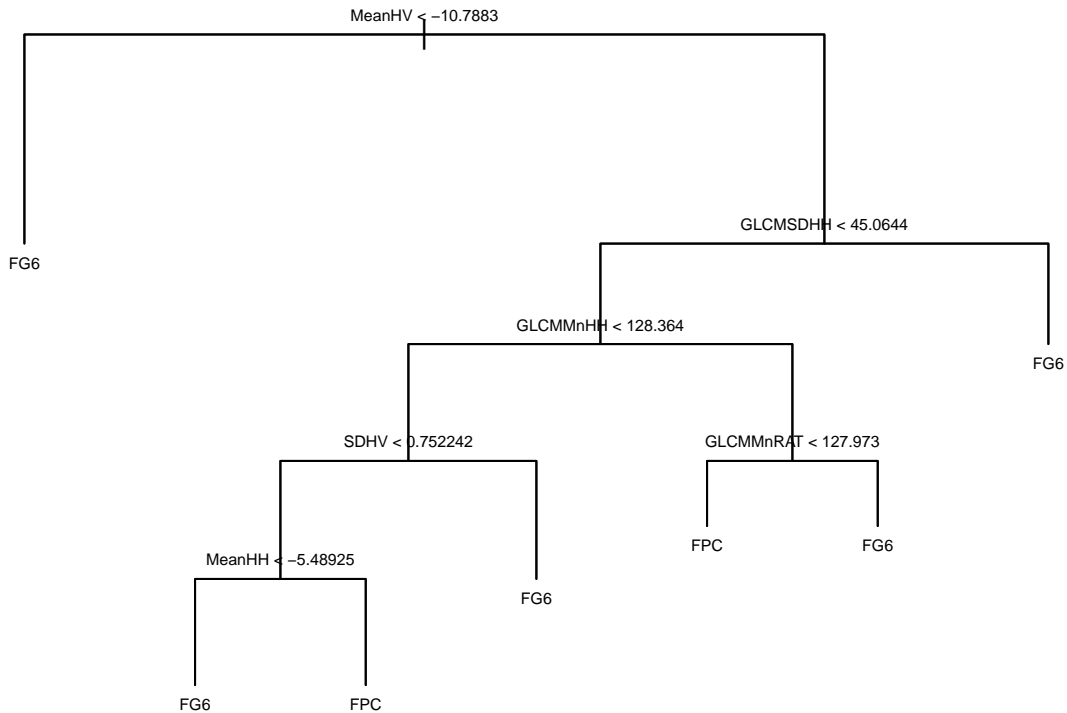 MeanHV < −10.7883
GLCMSDHH < 45.0644
FG6
GLCMMnHH < 128.364
FG6
SDHV < 0.752242
GLCMMnRAT < 127.973
FPC
FG6
MeanHH < −5.48925
FG6
FG6
FPC